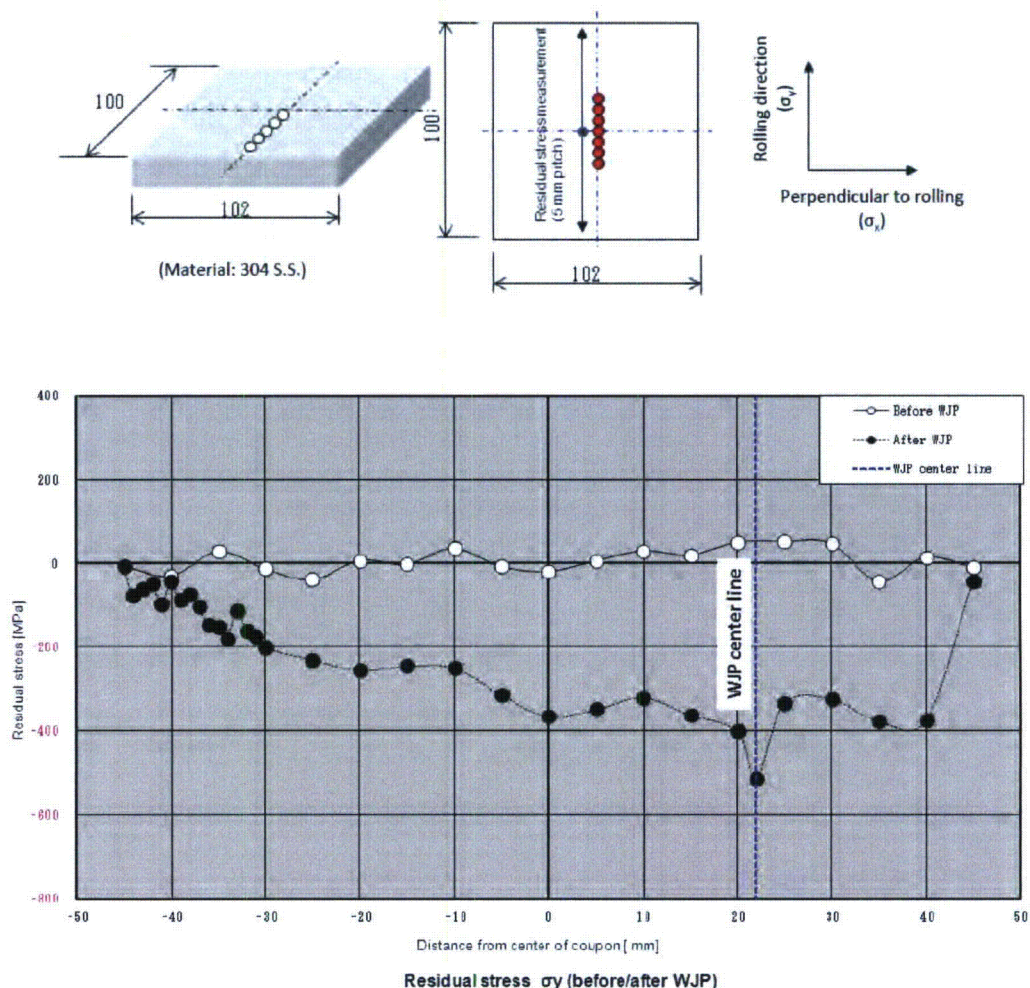 100
102
(Material: 304 S.S.)
100
Residual stress measurement
(5 mm pitch)
102
Rolling direction
(σy)
Perpendicular to rolling
(σx)
400
200
0
-200
-400
-600
-800
Residual stress [MPa]
Before WJP
After WJP
WJP center line
WJP center line
-50
-40
-30
-20
-10
0
10
20
30
40
50
Distance from center of coupon [ mm]
Residual stress σy (before/after WJP)